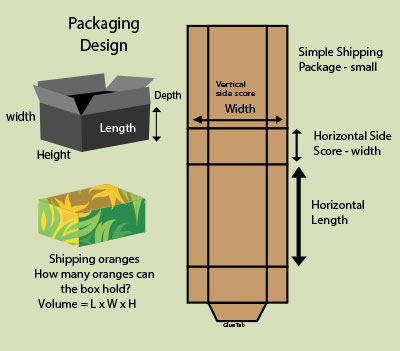 Packaging
Design
width
Depth
Length
Height
Shipping oranges
How many oranges can
the box hold?
Volume = L x W x H
Vertical
side score
Width
GlueTab
Simple Shipping
Package - small
Horizontal Side
Score - width
Horizontal
Length